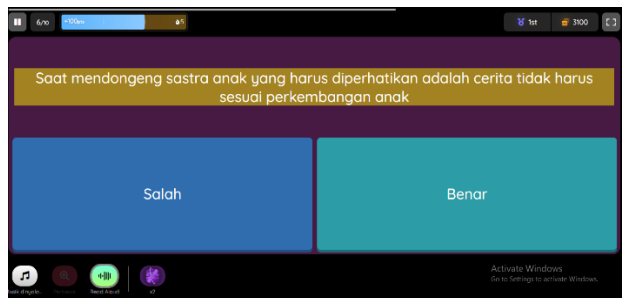 6/10
+100
5
1st
3100
Saat mendongeng sastra anak yang harus diperhatikan adalah cerita tidak harus
sesuai perkembangan anak
Salah
Benar
Read Aloud
x2
Activate Windows
Go to Settings to activate Windows.